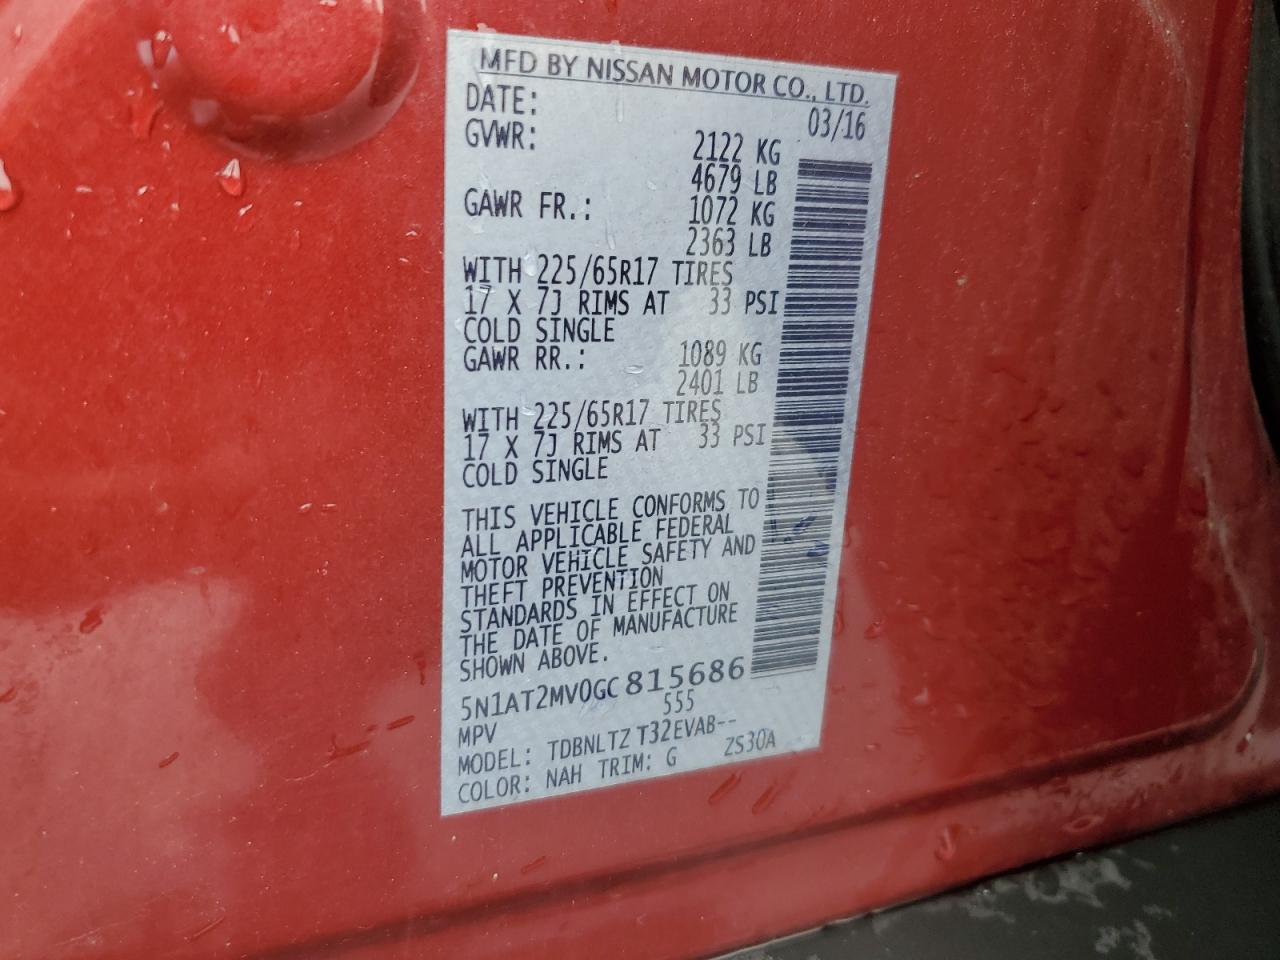 MFD BY NISSAN MOTOR CO., LTD.
DATE: 03/16
GVWR: 2122 KG
4679 LB
GAWR FR.: 1072 KG
2363 LB
WITH 225/65R17 TIRES
17 X 7J RIMS AT 33 PSI
COLD SINGLE
GAWR RR.: 1089 KG
2401 LB
WITH 225/65R17 TIRES
17 X 7J RIMS AT 33 PSI
COLD SINGLE
THIS VEHICLE CONFORMS TO
ALL APPLICABLE FEDERAL
MOTOR VEHICLE SAFETY AND
THEFT PREVENTION
STANDARDS IN EFFECT ON
THE DATE OF MANUFACTURE
SHOWN ABOVE.
5N1AT2MV0GC815686
MPV 555
MODEL: TDBNLTZ T32EVAB--
COLOR: NAH TRIM: G ZS30A